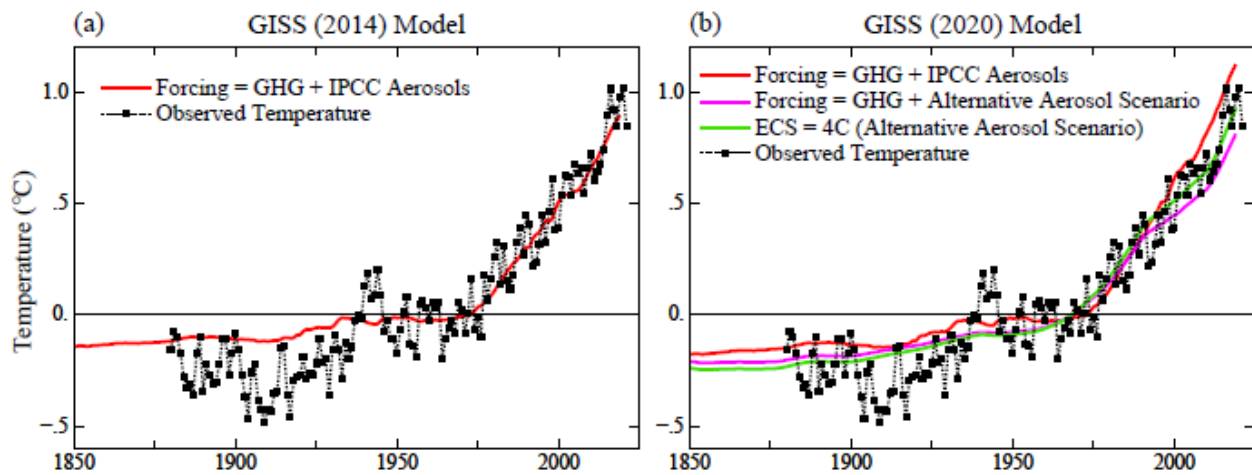 (a)
GISS (2014) Model
Forcing = GHG + IPCC Aerosols
Observed Temperature
Temperature (°C)
1.0
.5
0.
−.5
1850
1900
1950
2000
(b)
GISS (2020) Model
Forcing = GHG + IPCC Aerosols
Forcing = GHG + Alternative Aerosol Scenario
ECS = 4C (Alternative Aerosol Scenario)
Observed Temperature
1.0
.5
0.
−.5
1850
1900
1950
2000